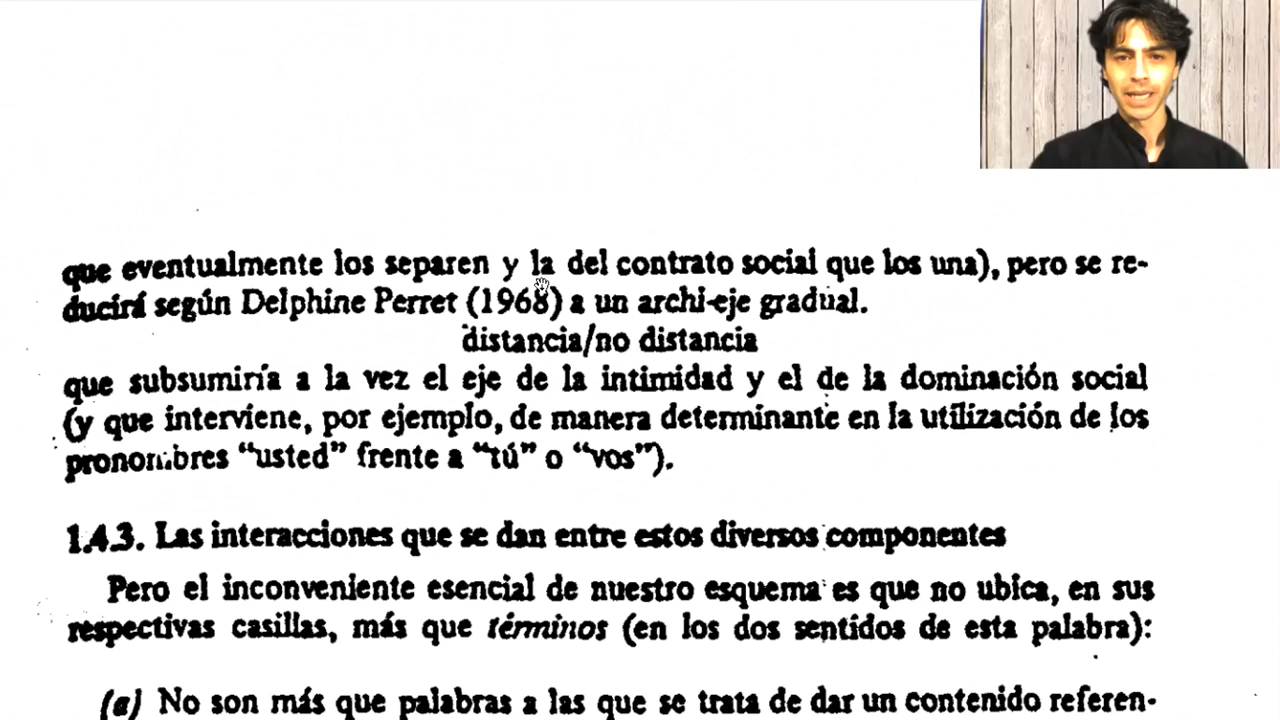 que eventualmente los separen y la del contrato social que los una), pero se re-
ducirá según Delphine Perret (1968) a un archi-eje gradual.
distancia/no distancia
que subsumiría a la vez el eje de la intimidad y el de la dominación social
(y que interviene, por ejemplo, de manera determinante en la utilización de los
pronombres “usted” frente a “tú” o “vos”).
1.4.3. Las interacciones que se dan entre estos diversos componentes
Pero el inconveniente esencial de nuestro esquema es que no ubica, en sus
respectivas casillas, más que términos (en los dos sentidos de esta palabra):
(a) No son más que palabras a las que se trata de dar un contenido referen-